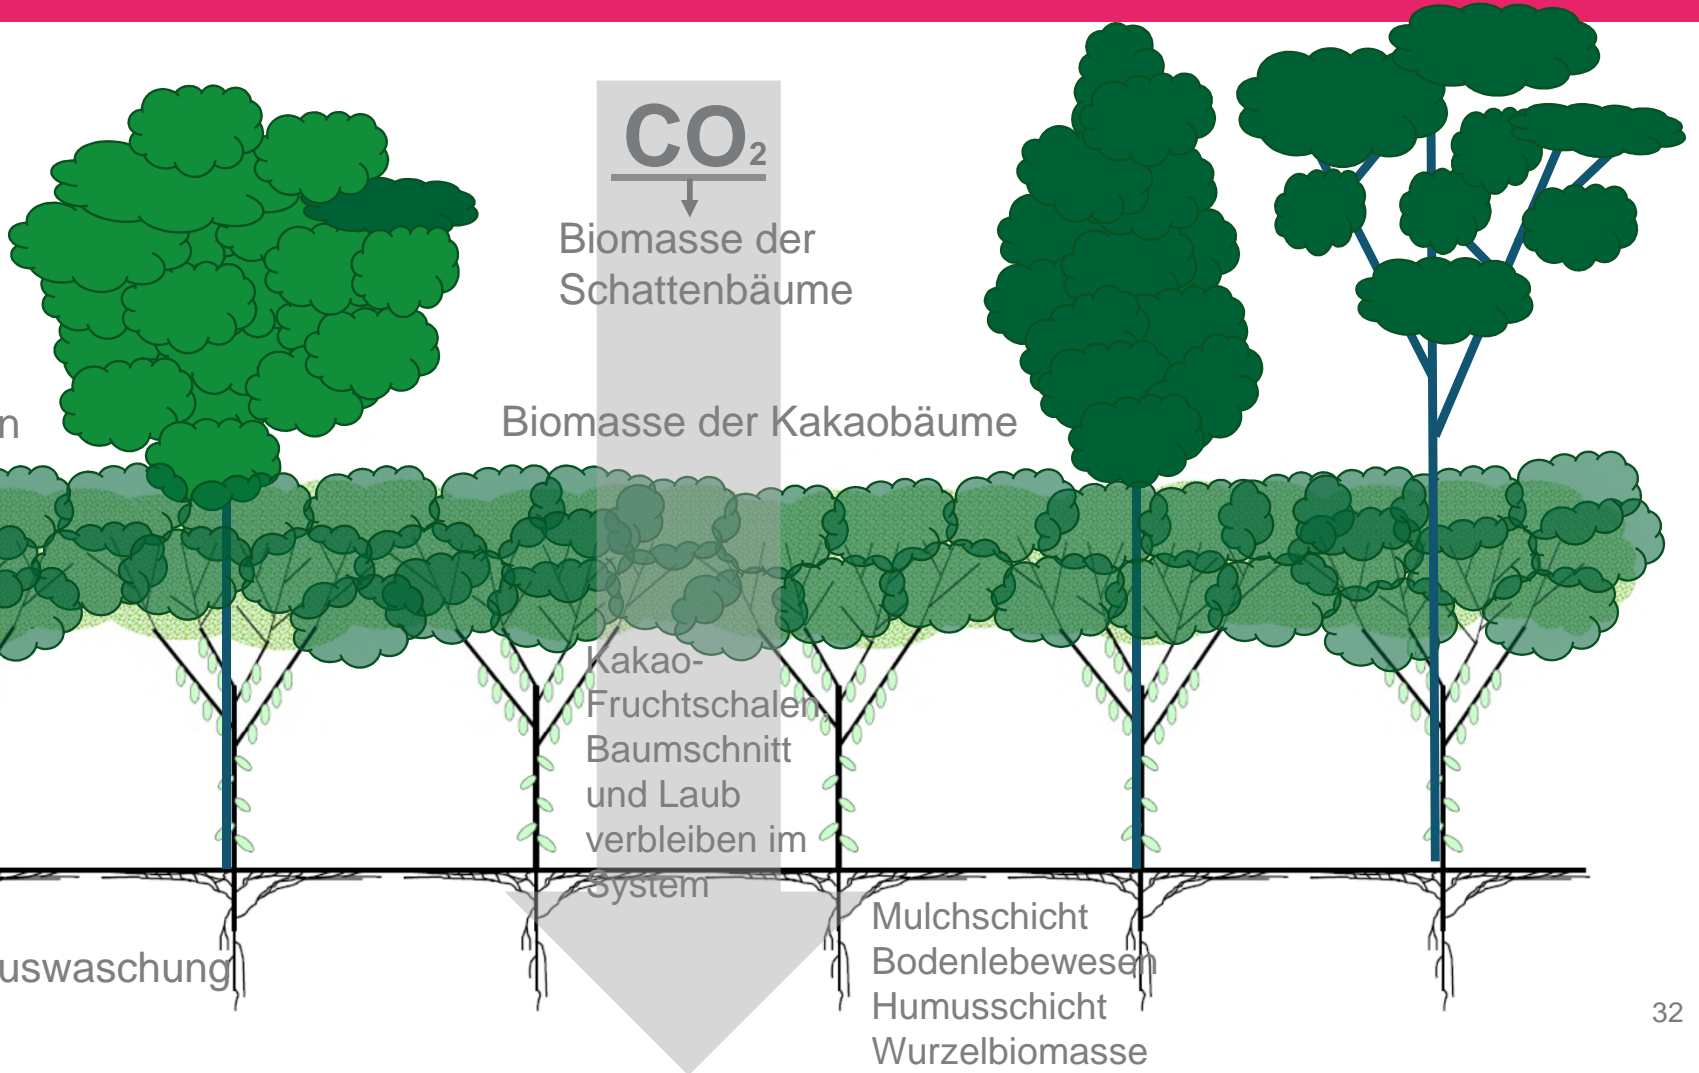 CO₂
Biomasse der
Schattenbäume
n
Biomasse der Kakaobäume
Kakao-
Fruchtschalen,
Baumschnitt
und Laub
verbleiben im
System
uswaschung
Mulchschicht
Bodenlebewesen
Humusschicht
Wurzelbiomasse
32